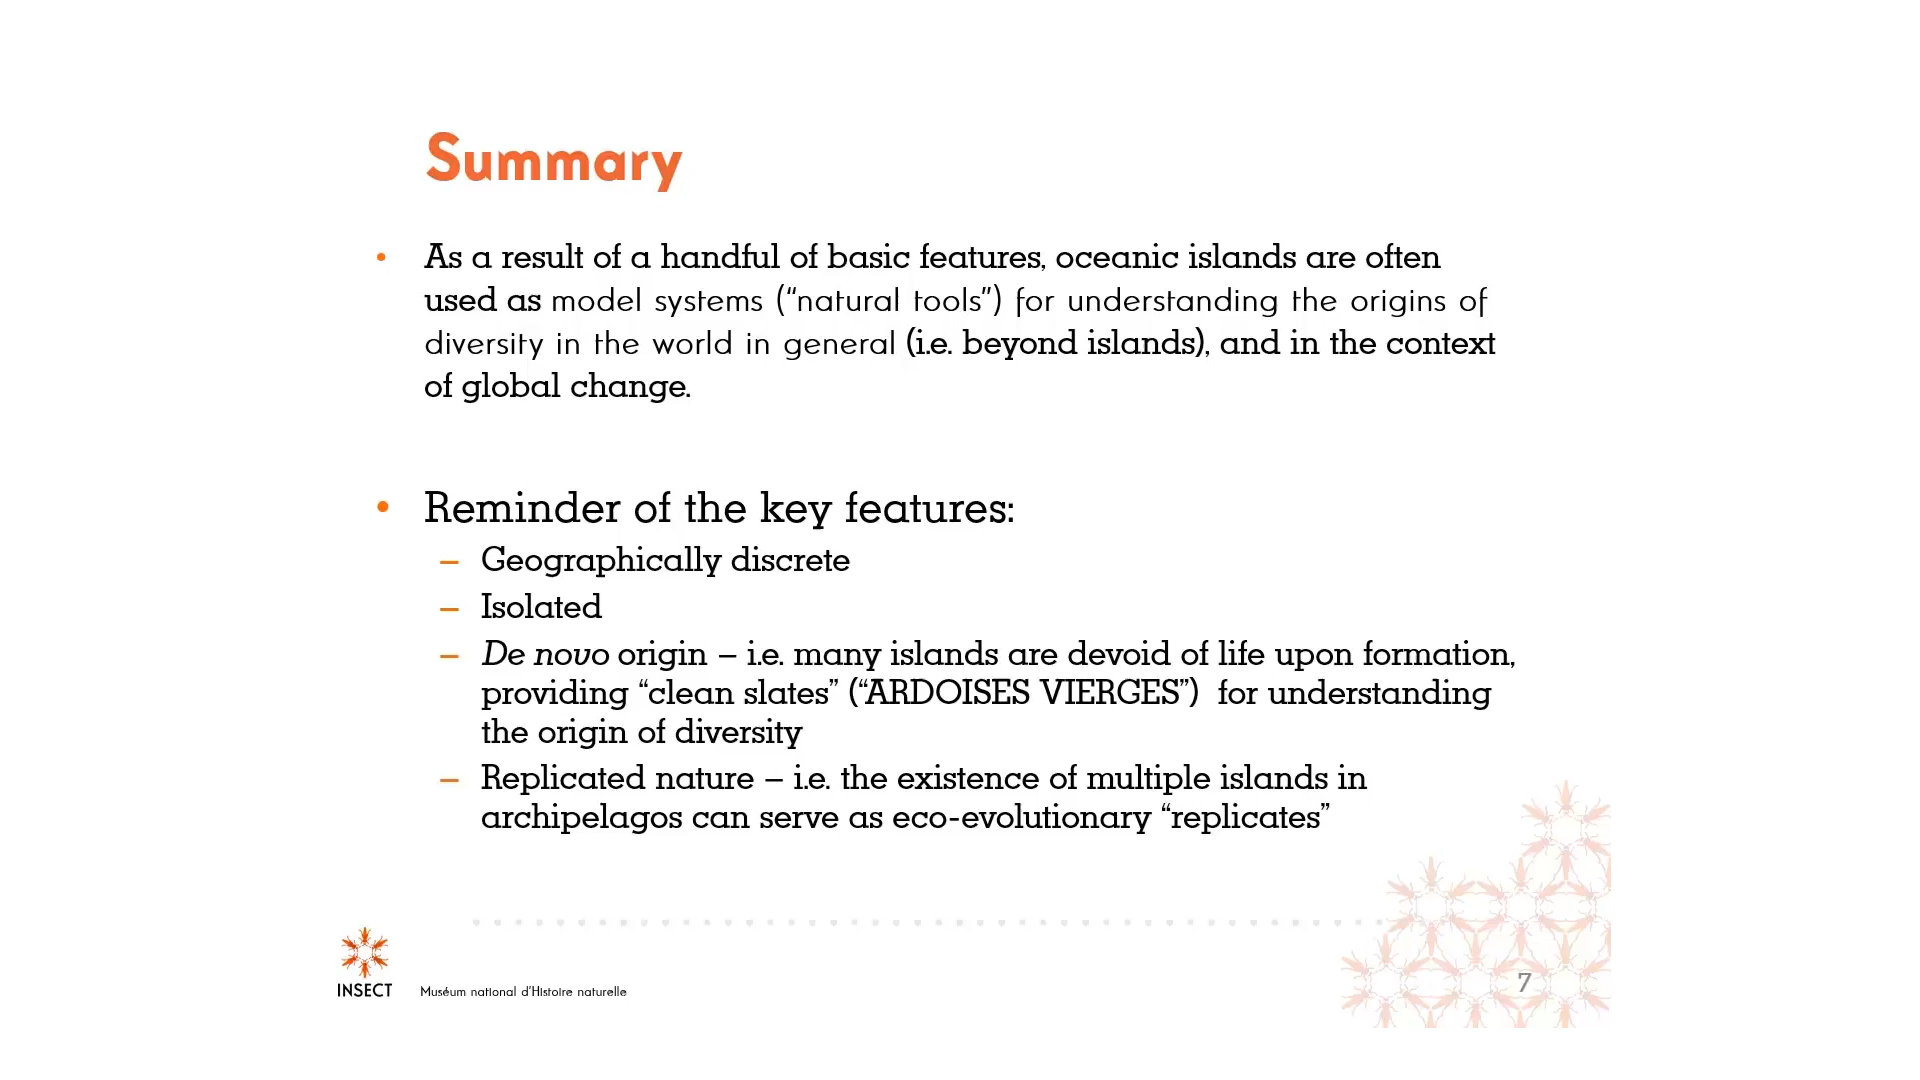 Summary
• As a result of a handful of basic features, oceanic islands are often
used as model systems (“natural tools”) for understanding the origins of
diversity in the world in general (i.e. beyond islands), and in the context
of global change.
• Reminder of the key features:
– Geographically discrete
– Isolated
– De novo origin – i.e. many islands are devoid of life upon formation,
providing “clean slates” (“ARDOISES VIERGES”) for understanding
the origin of diversity
– Replicated nature – i.e. the existence of multiple islands in
archipelagos can serve as eco-evolutionary “replicates”
INSECT
Muséum national d’Histoire naturelle
7